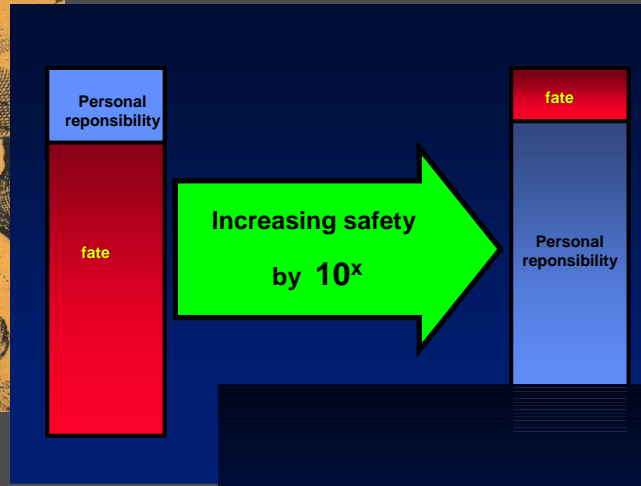 Personal
reponsibility
fate
Increasing safety
by 10ˣ
fate
Personal
reponsibility